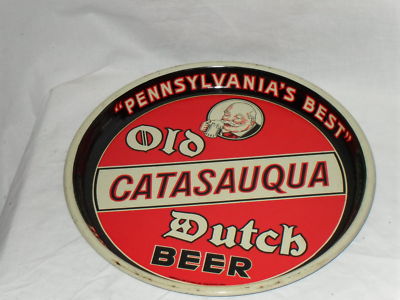 "PENNSYLVANIA'S BEST"
Old
CATASAUQUA
Dutch
BEER